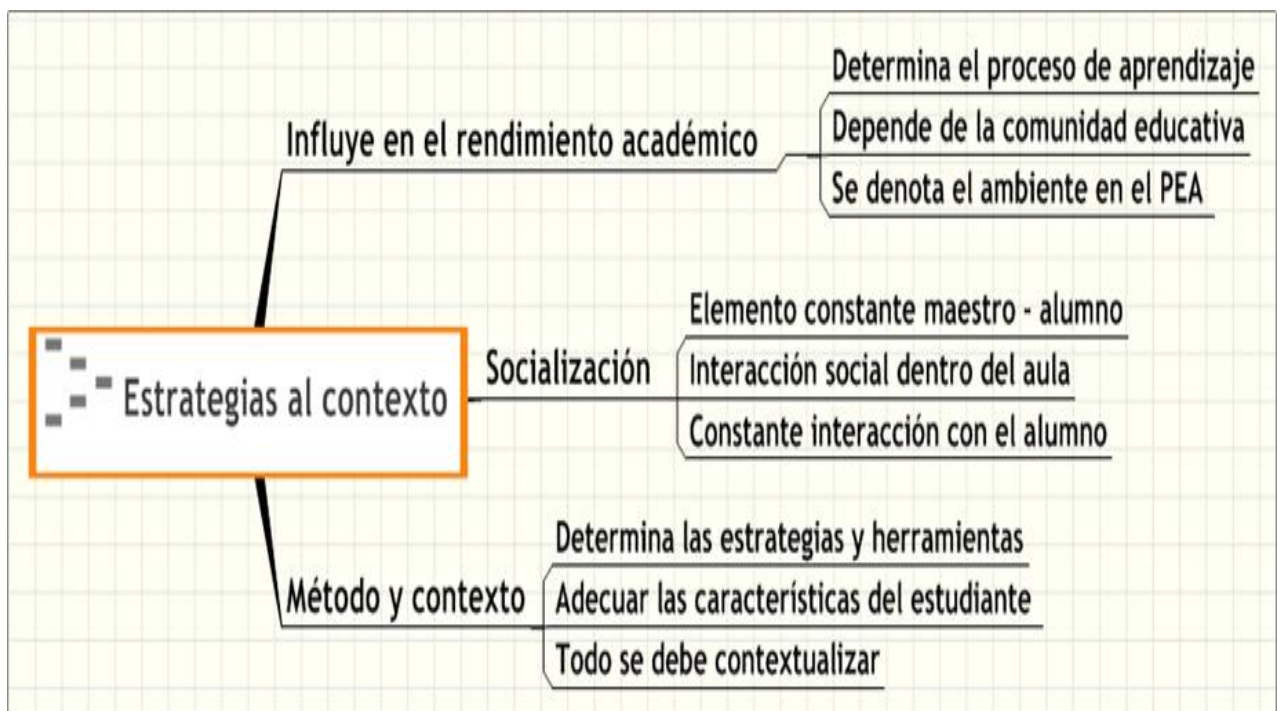 Estrategias al contexto
Influye en el rendimiento académico
Determina el proceso de aprendizaje
Depende de la comunidad educativa
Se denota el ambiente en el PEA
Socialización
Elemento constante maestro - alumno
Interacción social dentro del aula
Constante interacción con el alumno
Método y contexto
Determina las estrategias y herramientas
Adecuar las características del estudiante
Todo se debe contextualizar